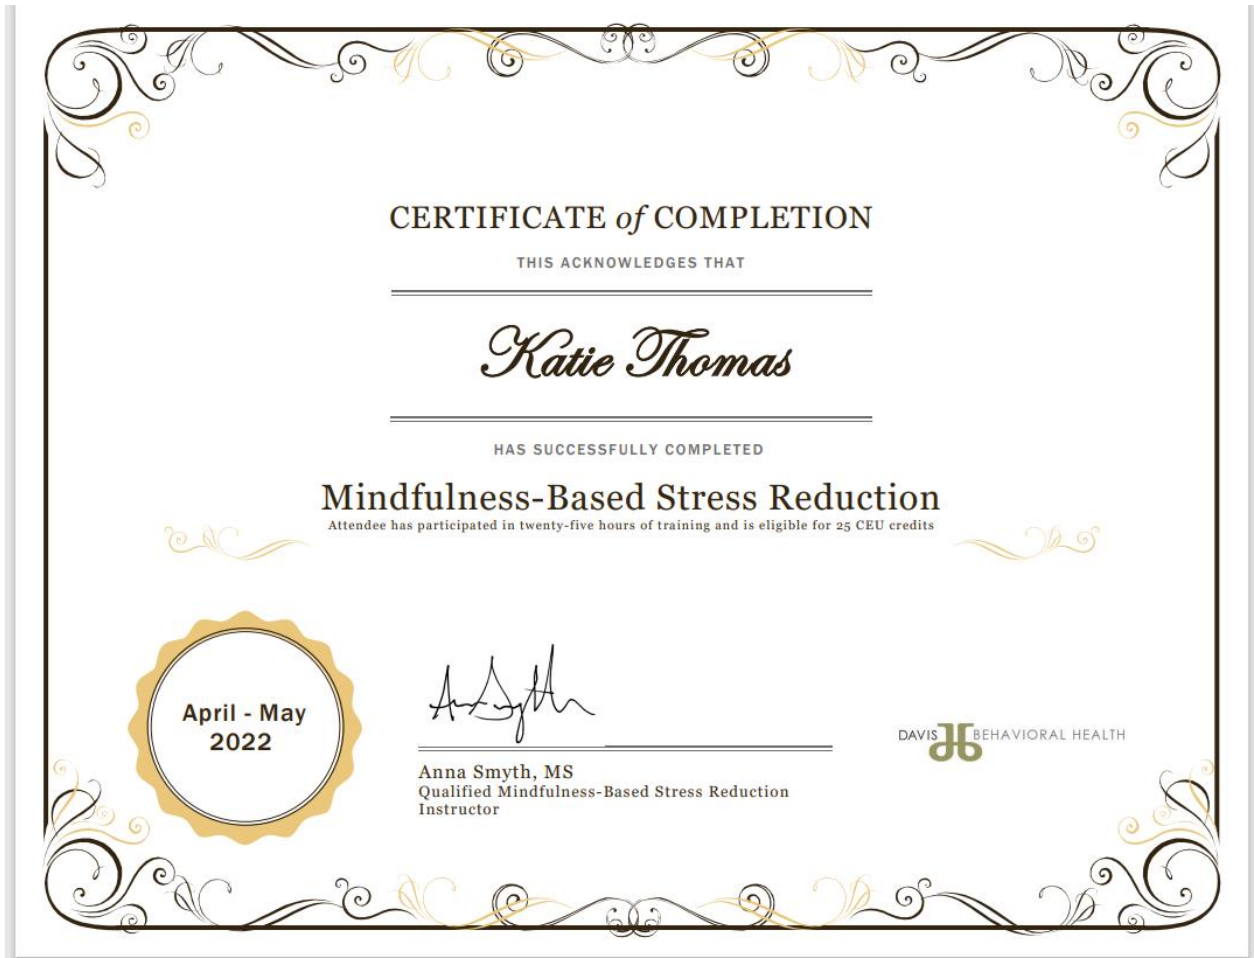 CERTIFICATE of COMPLETION
THIS ACKNOWLEDGES THAT
Katie Thomas
HAS SUCCESSFULLY COMPLETED
Mindfulness-Based Stress Reduction
Attendee has participated in twenty-five hours of training and is eligible for 25 CEU credits
April - May
2022
Anna Smyth, MS
Qualified Mindfulness-Based Stress Reduction
Instructor
DAVIS BEHAVIORAL HEALTH